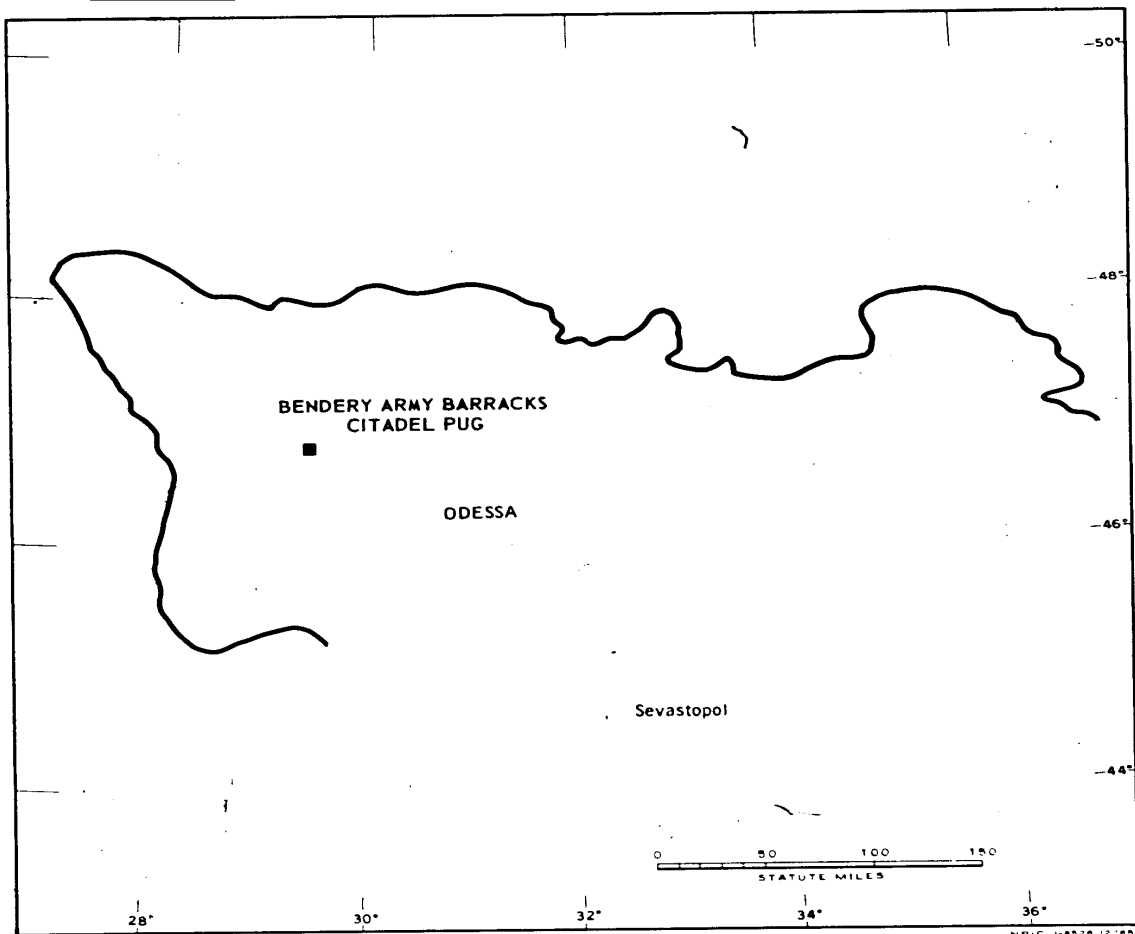 -50°
-48°
BENDERY ARMY BARRACKS
CITADEL PUG
ODESSA
-46°
Sevastopol
-44°
0 50 100 150
STATUTE MILES
28° 30° 32° 34° 36°